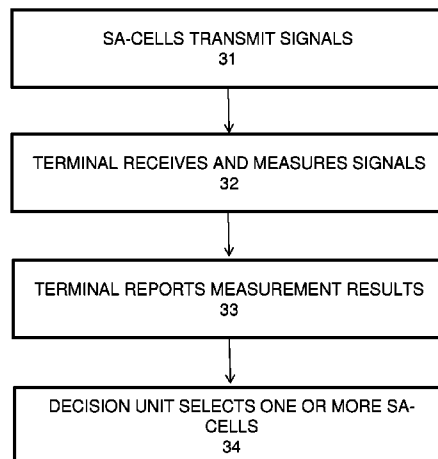 SA-CELLS TRANSMIT SIGNALS
31
TERMINAL RECEIVES AND MEASURES SIGNALS
32
TERMINAL REPORTS MEASUREMENT RESULTS
33
DECISION UNIT SELECTS ONE OR MORE SA-
CELLS
34